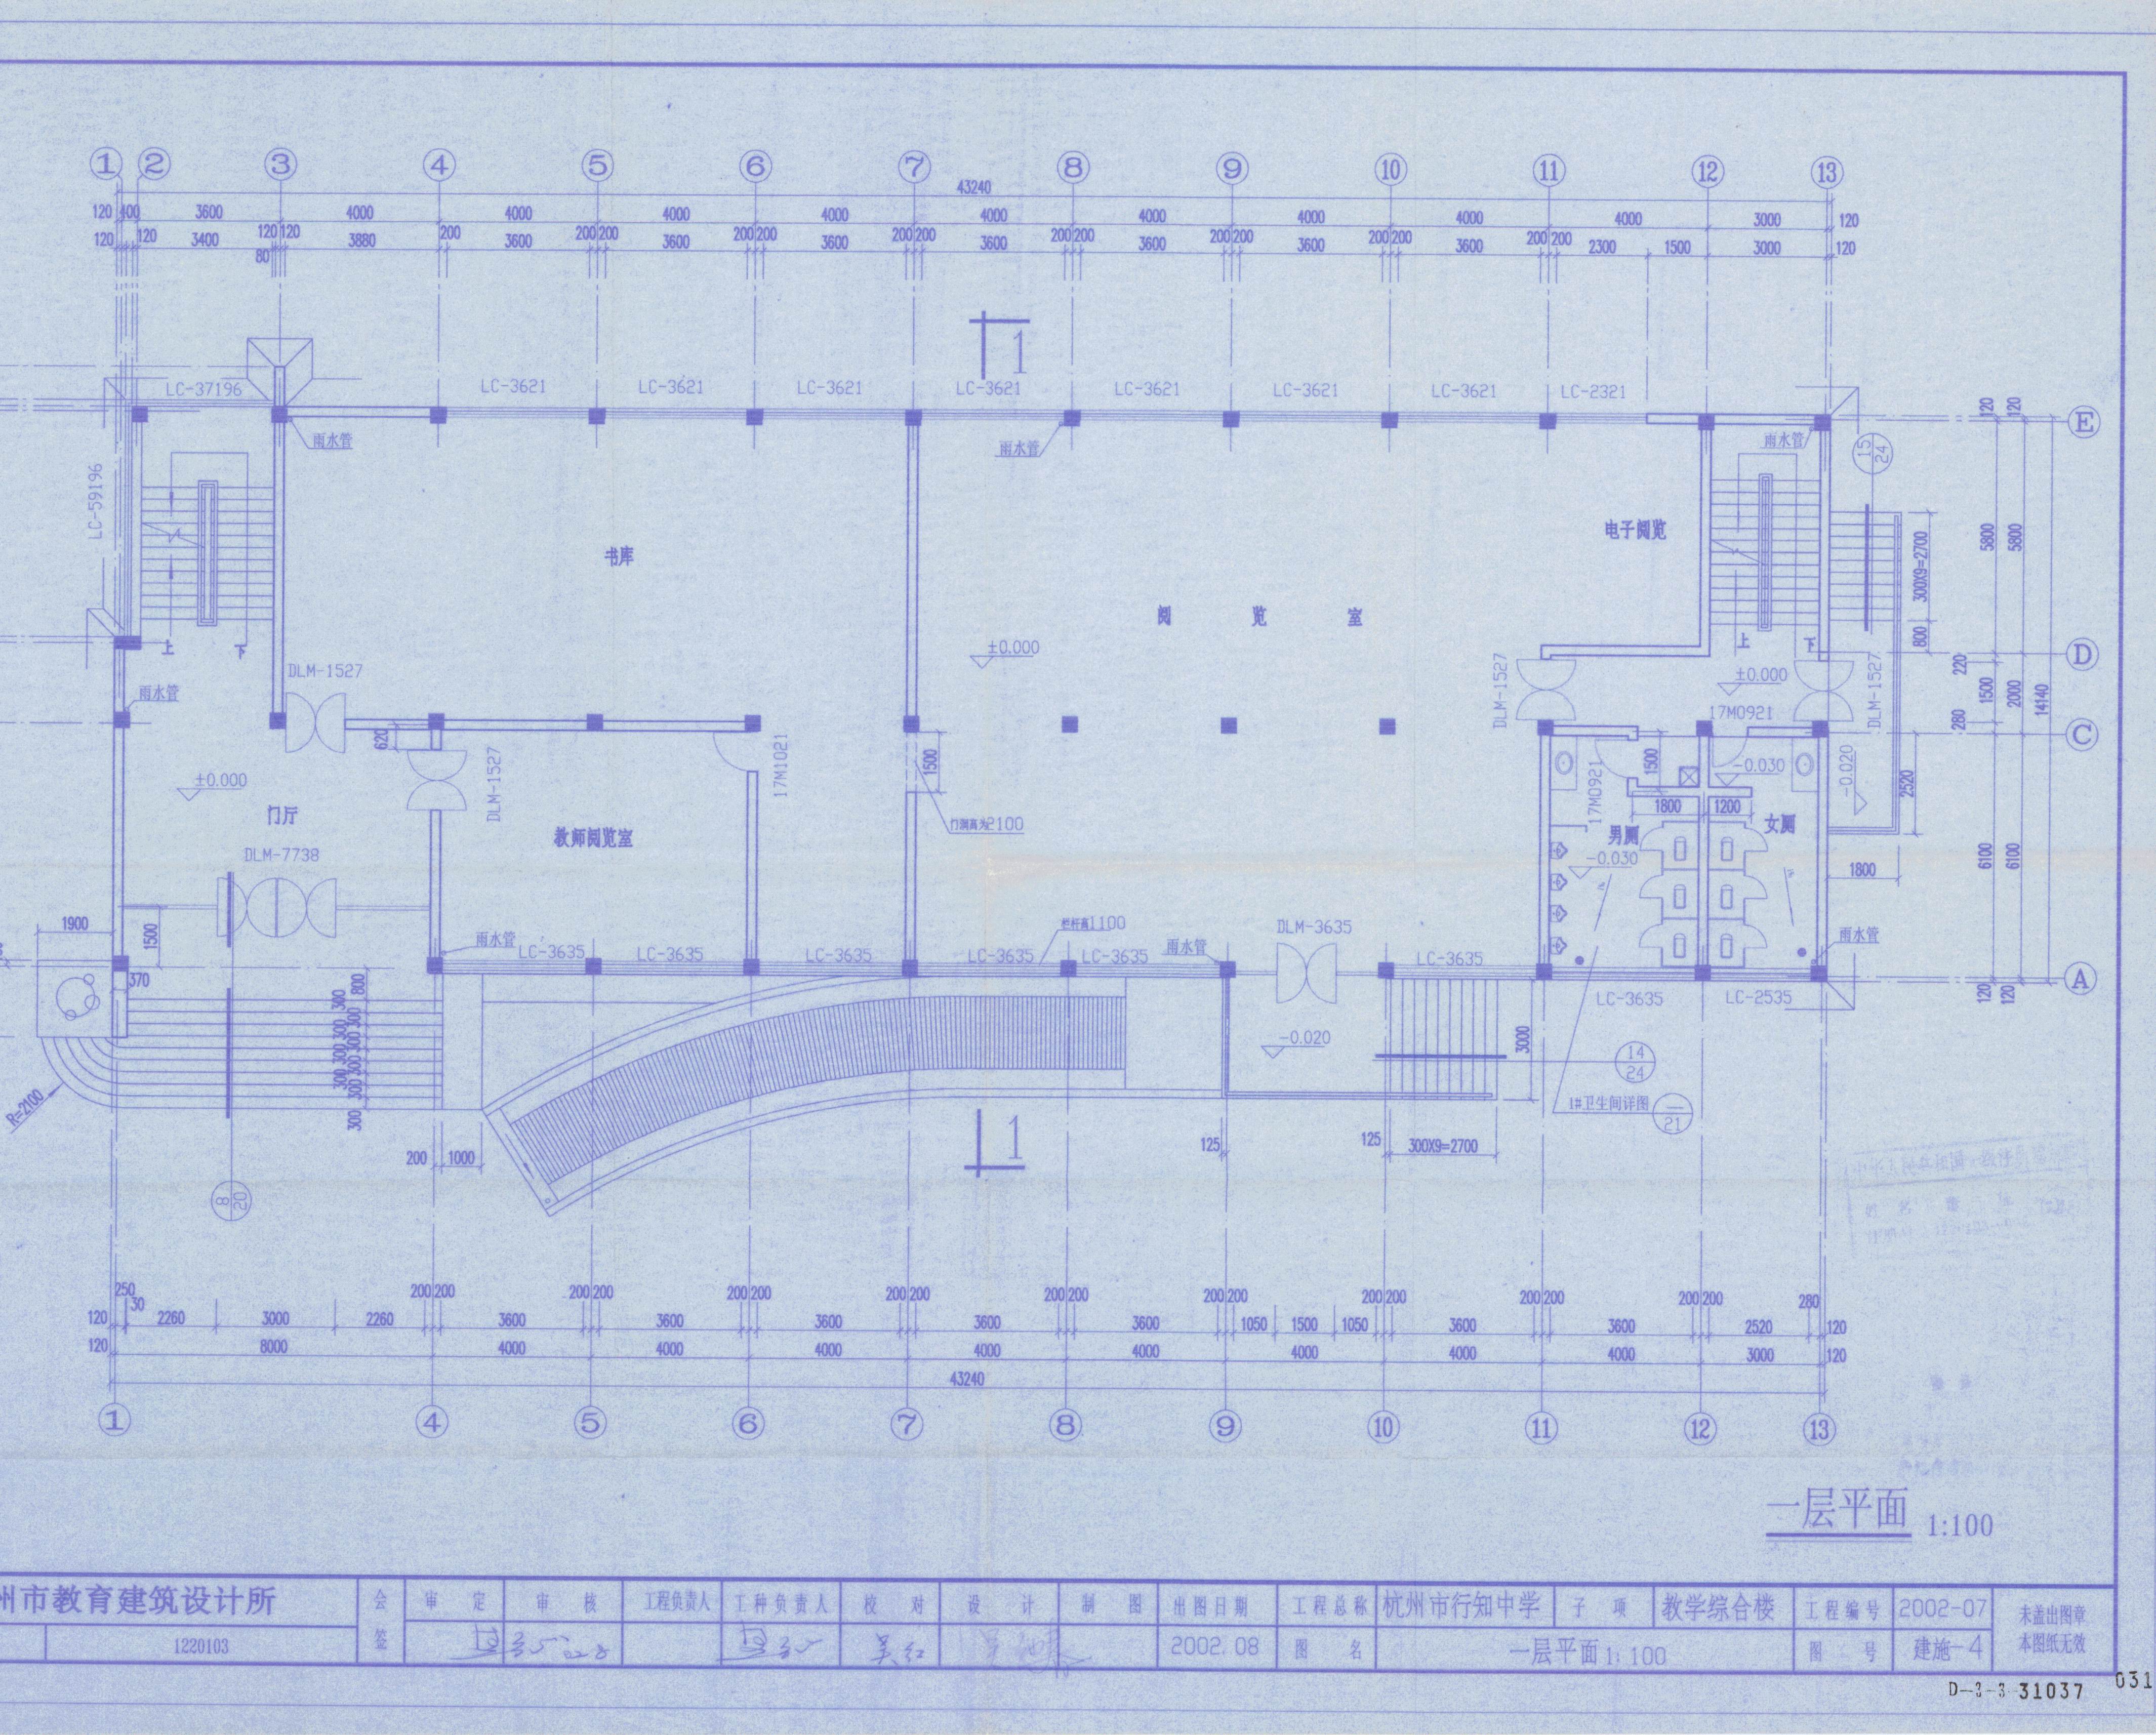 1 2 3 4 5 6 7 8 9 10 11 12 13
43240
120 400 3600 4000 4000 4000 4000 4000 4000 4000 4000 4000 3000 120
120 120 3400 120 120 3880 200 3600 200 200 3600 200 200 3600 200 200 3600 200 200 3600 200 200 3600 200 200 3600 200 200 2300 1500 3000 120
80
1
LC-37196 LC-3621 LC-3621 LC-3621 LC-3621 LC-3621 LC-3621 LC-3621 LC-2321
120 120
E
雨水管 雨水管 雨水管
15
24
LC-59196
书库
电子阅览
300X9=2700
5800 5800
阅 览 室
800
上 下
±0.000
上 下
D
DLM-1527
DLM-1527
±0.000
DLM-1527
220
1500 2000 14140
雨水管
17M0921
280
C
620
DLM-1527
17M1021
1500
17M0921
1500
-0.030
-0.020
2520
±0.000
门厅
1800 1200
教师阅览室
门洞高为2100
男厕
女厕
DLM-7738
-0.030
6100 6100
1800
1900
1500
栏杆高1100
DLM-3635
雨水管
雨水管
LC-3635 LC-3635 LC-3635 LC-3635 LC-3635
雨水管
LC-3635
370
A
LC-3635 LC-2535
120 120
800
300 300 300 300 300 300 300 300 300
-0.020
3000
14
24
R=2100
1#卫生间详图
—
21
1
200 1000
125
125
300X9=2700
8
20
250
30
200 200 200 200 200 200 200 200 200 200 200 200 200 200 200 200 200 200 280
120 2260 3000 2260 3600 3600 3600 3600 3600 1050 1500 1050 3600 3600 2520 120
120 8000 4000 4000 4000 4000 4000 4000 4000 4000 3000 120
43240
1 4 5 6 7 8 9 10 11 12 13
一层平面 1:100
州市教育建筑设计所
1220103
会签
审定 审核 工程负责人 工种负责人 校对 设计 制图 出图日期 工程总称 杭州市行知中学 子项 教学综合楼 工程编号 2002-07
吴红 2002.08 图名 一层平面1:100 图号 建施-4
未盖出图章
本图纸无效
D-3-3 31037
031